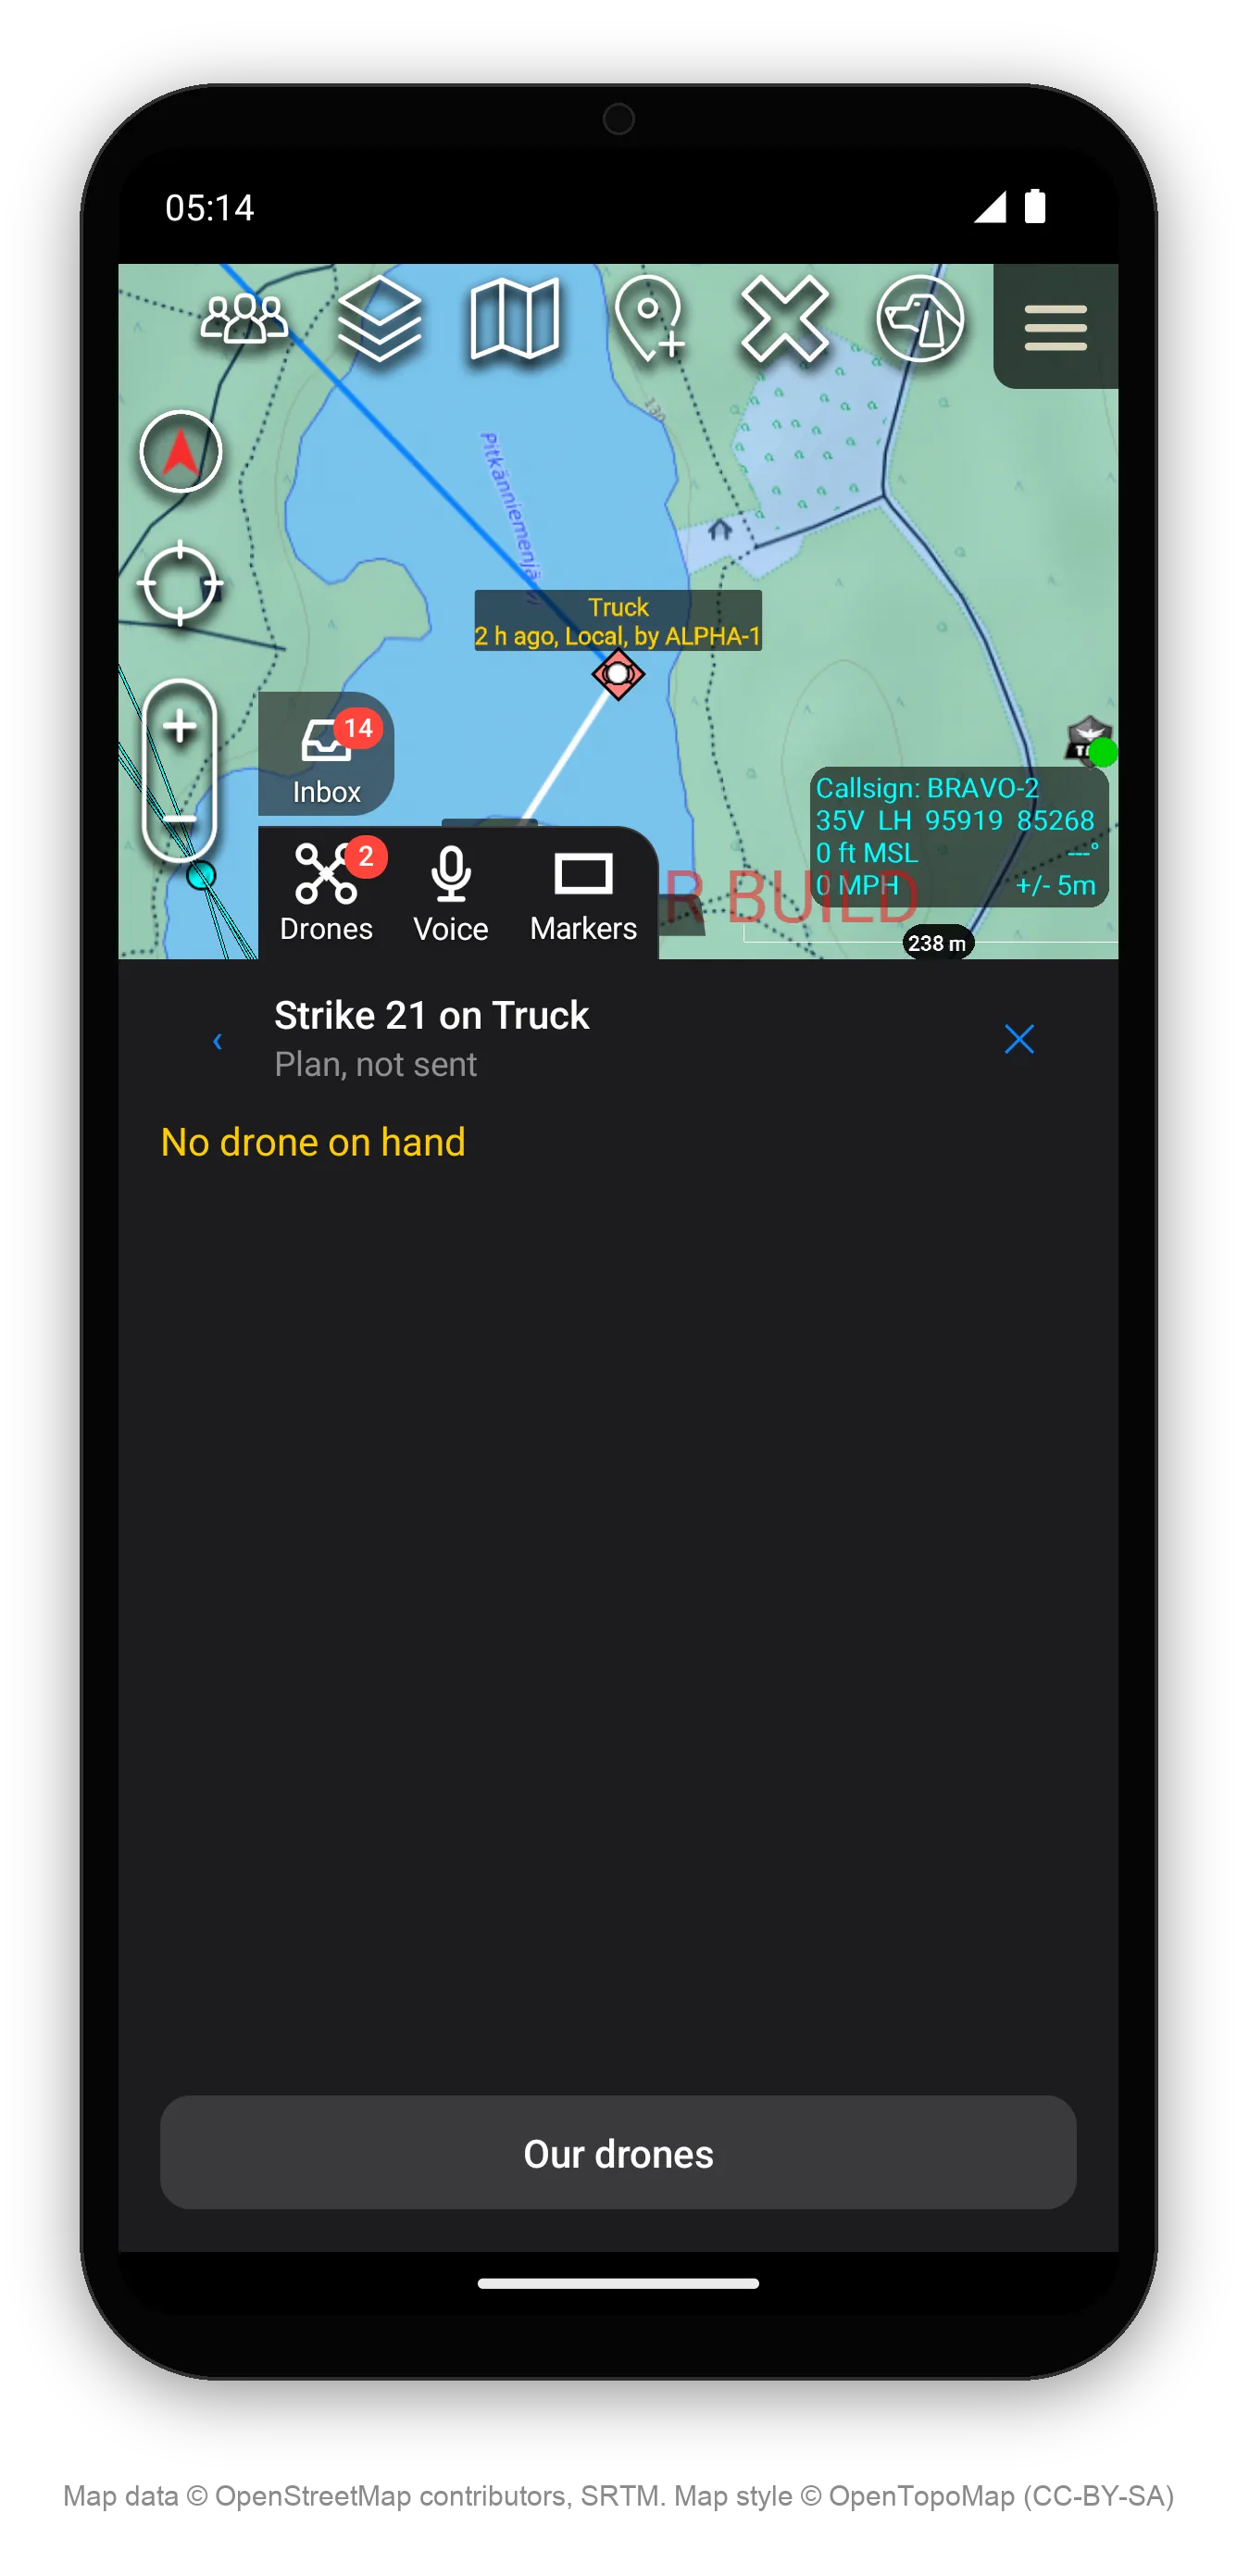 05:14
130
Pitkänniemenjä
Truck
2 h ago, Local, by ALPHA-1
14
Inbox
Callsign: BRAVO-2
35V LH 95919 85268
0 ft MSL
---°
0 MPH
+/- 5m
R BUILD
238 m
2
Drones
Voice
Markers
‹
Strike 21 on Truck
Plan, not sent
No drone on hand
Our drones
Map data © OpenStreetMap contributors, SRTM. Map style © OpenTopoMap (CC-BY-SA)